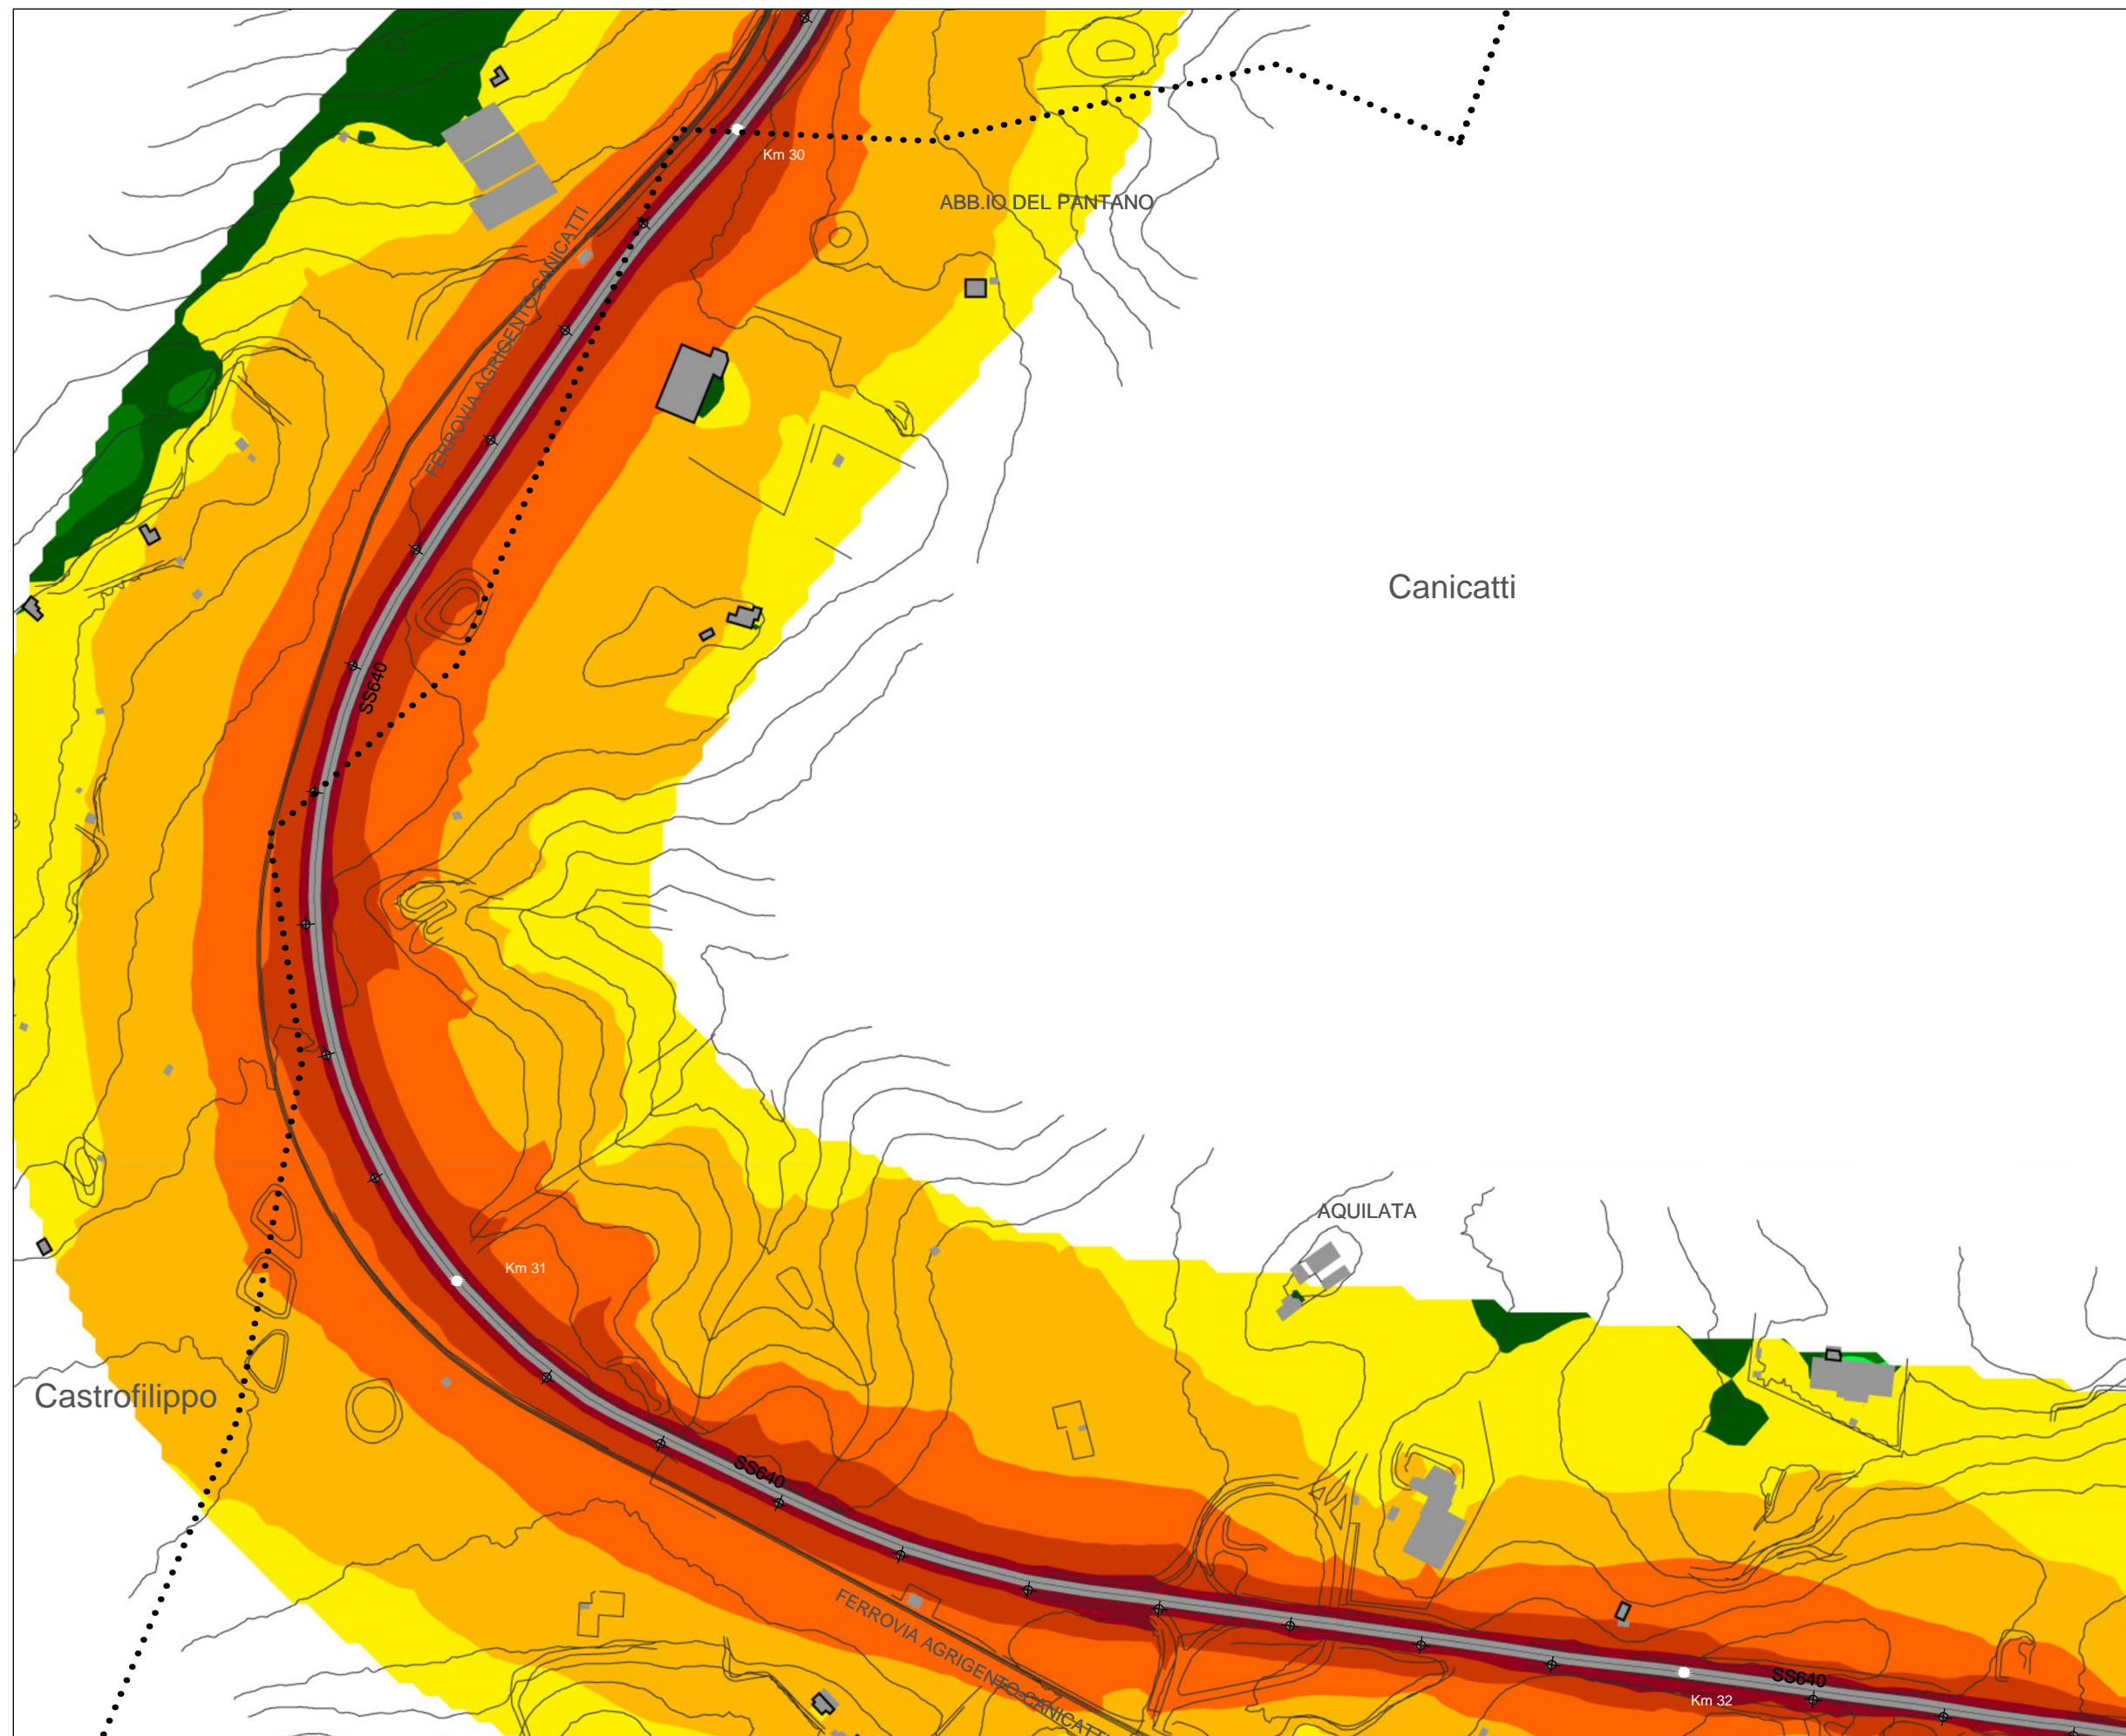 Km 30
ABB.IO DEL PANTANO
FERROVIA AGRIGENTO-CANICATTI
Canicatti
SS640
AQUILATA
Km 31
Castrofilippo
SS640
FERROVIA AGRIGENTO-CANICATTI
SS640
Km 32